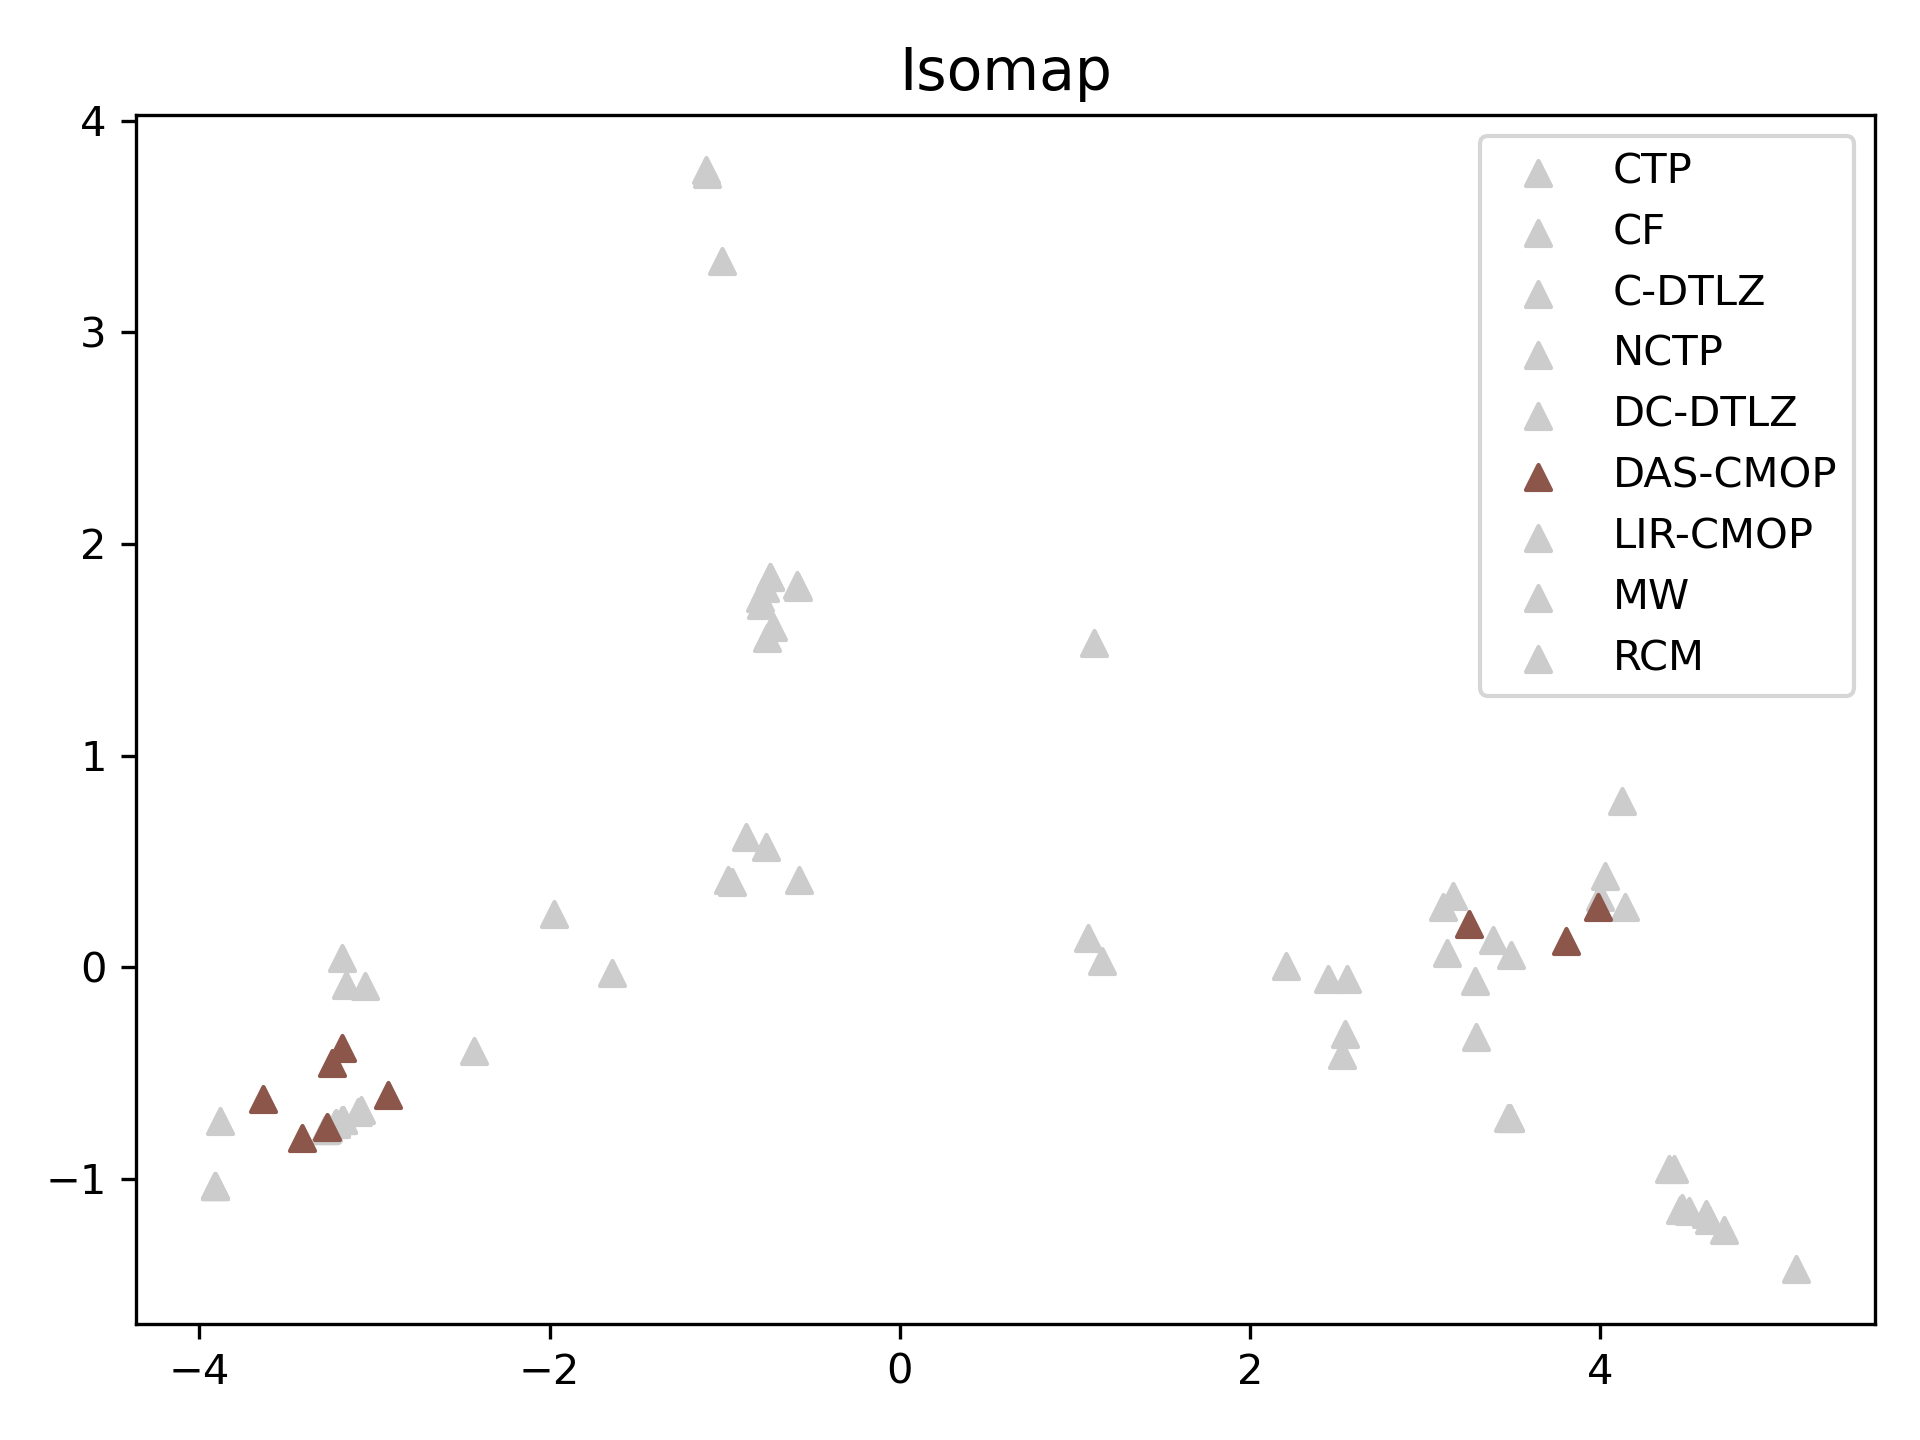 Isomap
4
3
2
1
0
−1
−4
−2
0
2
4
CTP
CF
C-DTLZ
NCTP
DC-DTLZ
DAS-CMOP
LIR-CMOP
MW
RCM